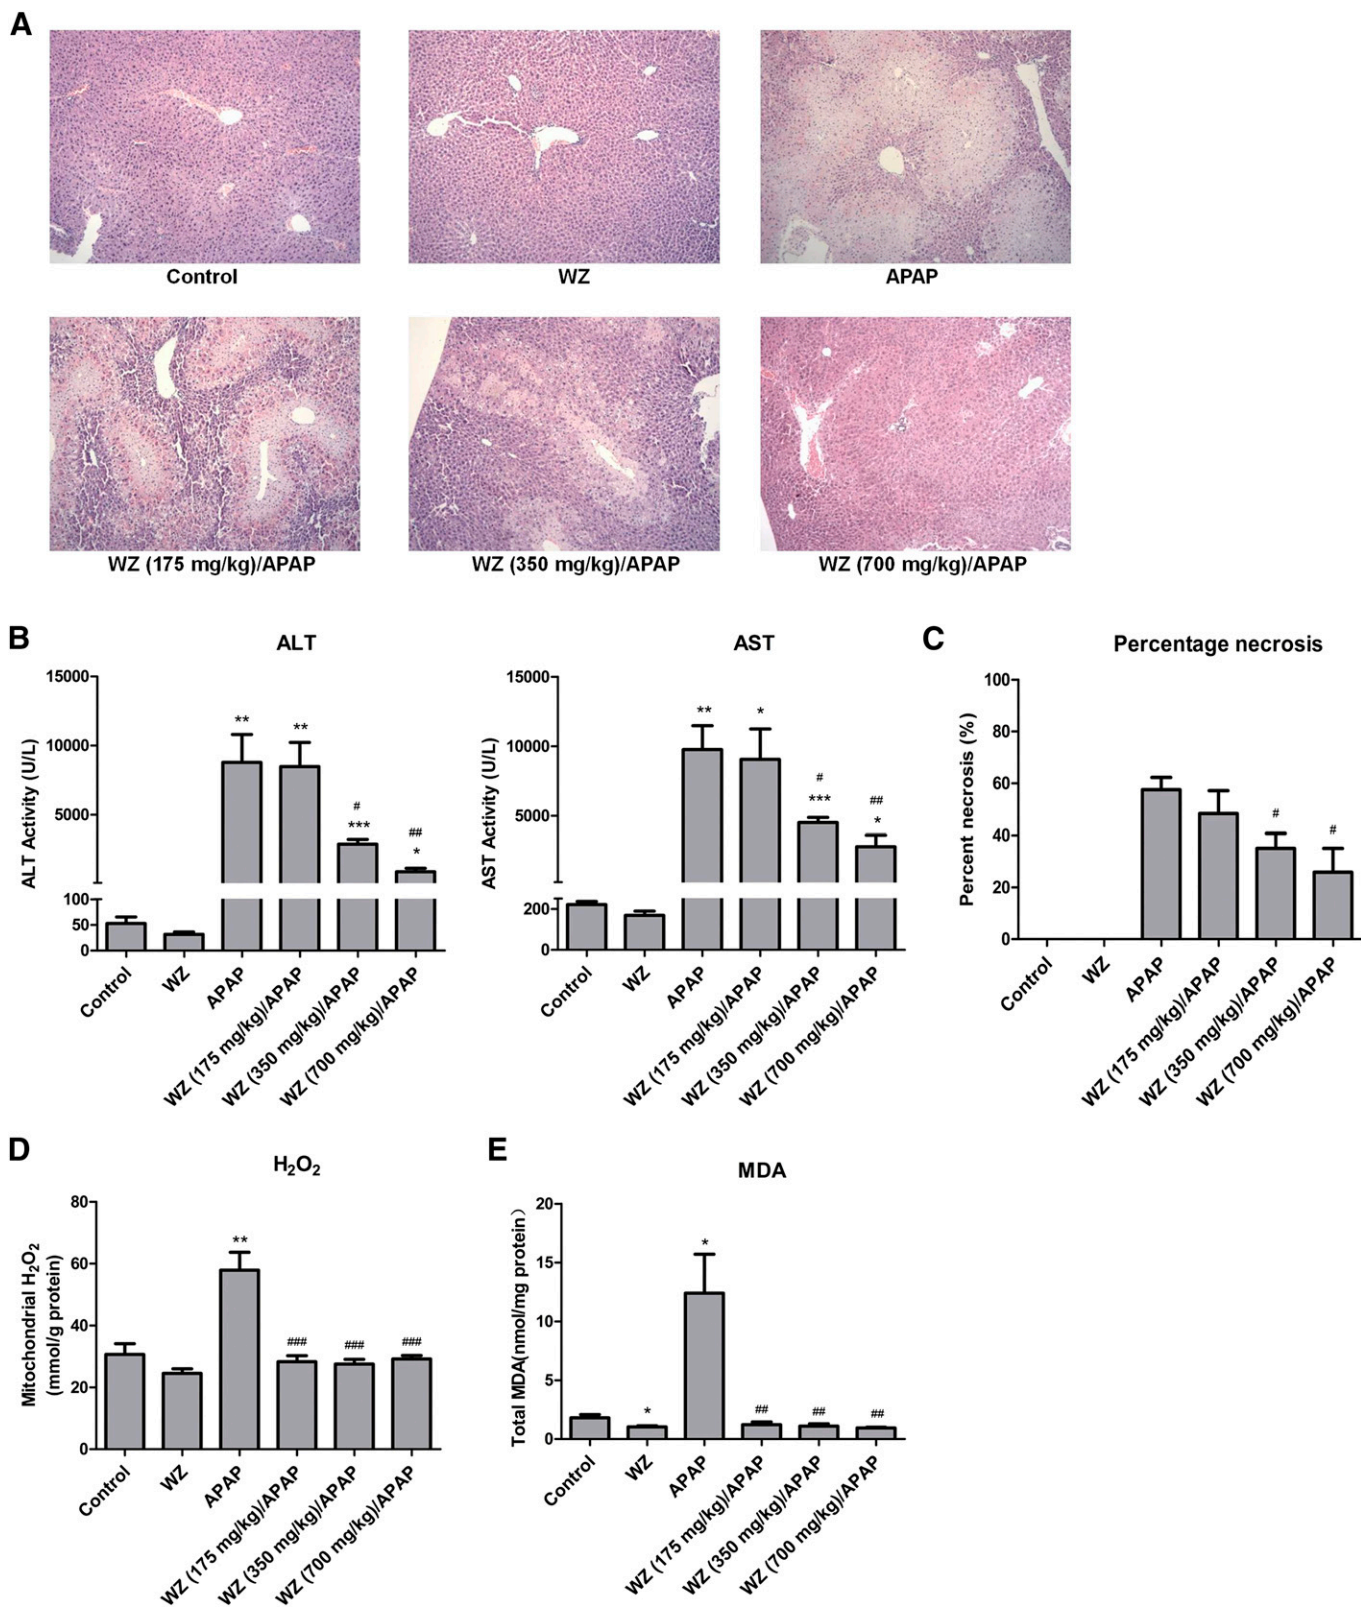 A
Control
WZ
APAP
WZ (175 mg/kg)/APAP
WZ (350 mg/kg)/APAP
WZ (700 mg/kg)/APAP
B
ALT
ALT Activity (U/L)
15000
10000
5000
100
50
0
**
**
#
***
##
*
Control
WZ
APAP
WZ (175 mg/kg)/APAP
WZ (350 mg/kg)/APAP
WZ (700 mg/kg)/APAP
AST
AST Activity (U/L)
15000
10000
5000
200
0
**
*
#
***
##
*
Control
WZ
APAP
WZ (175 mg/kg)/APAP
WZ (350 mg/kg)/APAP
WZ (700 mg/kg)/APAP
C
Percentage necrosis
Percent necrosis (%)
100
80
60
40
20
0
#
#
Control
WZ
APAP
WZ (175 mg/kg)/APAP
WZ (350 mg/kg)/APAP
WZ (700 mg/kg)/APAP
D
H₂O₂
Mitochondrial H₂O₂
(mmol/g protein)
80
60
40
20
0
**
###
###
###
Control
WZ
APAP
WZ (175 mg/kg)/APAP
WZ (350 mg/kg)/APAP
WZ (700 mg/kg)/APAP
E
MDA
Total MDA(nmol/mg protein）
20
15
10
5
0
*
*
##
##
##
Control
WZ
APAP
WZ (175 mg/kg)/APAP
WZ (350 mg/kg)/APAP
WZ (700 mg/kg)/APAP